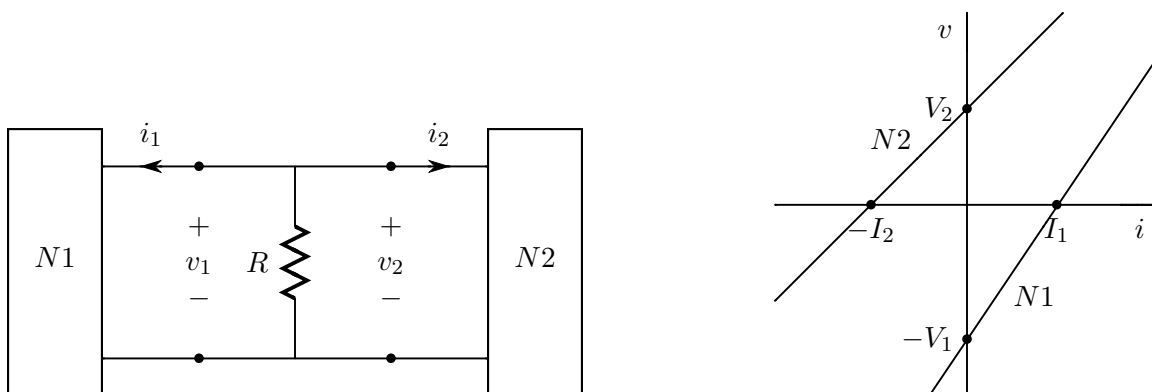 i₁
i₂
N1
+
v₁
−
R
+
v₂
−
N2
v
V₂
N2
−I₂
I₁
i
N1
−V₁